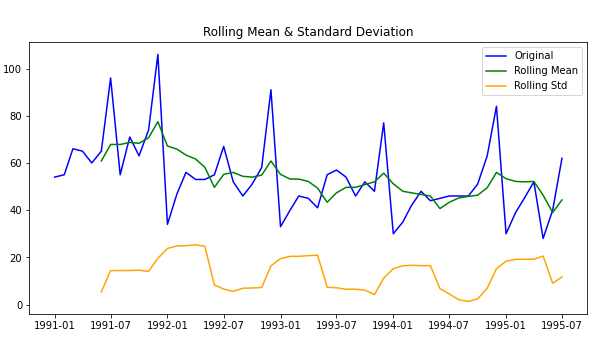 Rolling Mean & Standard Deviation
Original
Rolling Mean
Rolling Std
100
80
60
40
20
0
1991-01 1991-07 1992-01 1992-07 1993-01 1993-07 1994-01 1994-07 1995-01 1995-07